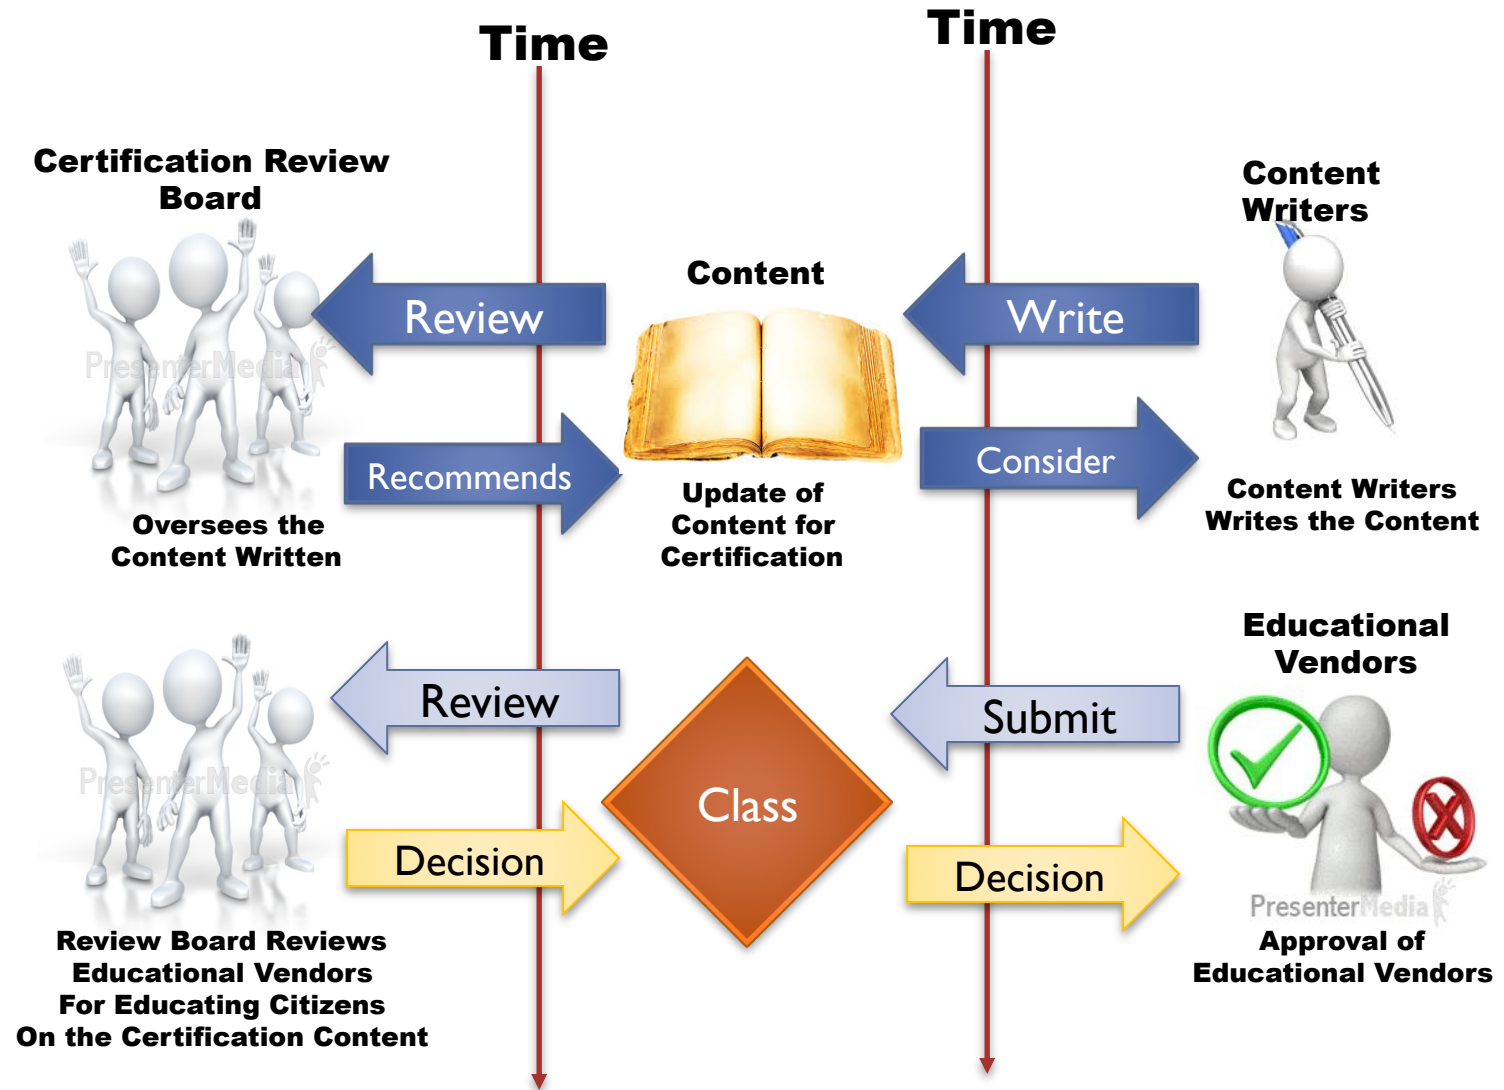 Time
Time
Certification Review
Board
Content
Writers
Content
Review
Write
PresenterMedia
Recommends
Consider
Oversees the
Content Written
Update of
Content for
Certification
Content Writers
Writes the Content
Educational
Vendors
Review
Submit
PresenterMedia
Class
Decision
Decision
PresenterMedia
Review Board Reviews
Educational Vendors
For Educating Citizens
On the Certification Content
Approval of
Educational Vendors